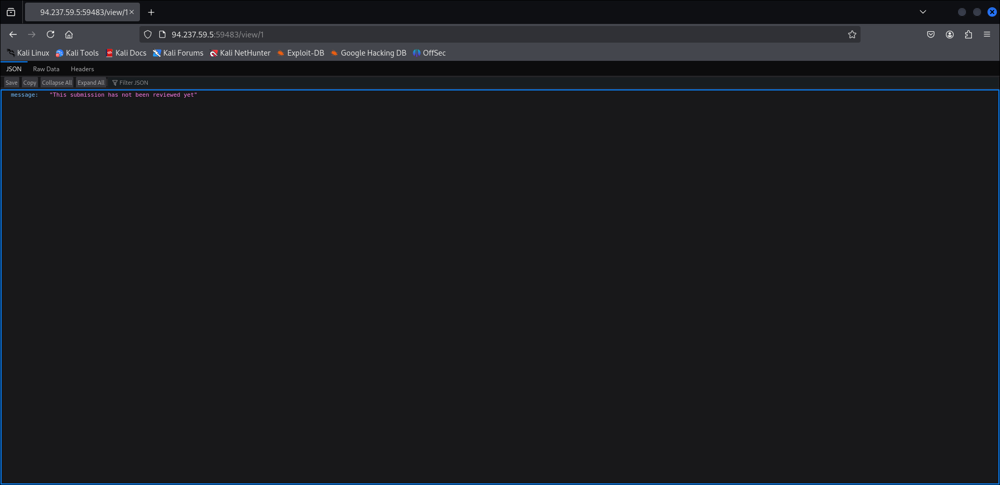 94.237.59.5:59483/view/1
94.237.59.5:59483/view/1
Kali Linux Kali Tools Kali Docs Kali Forums Kali NetHunter Exploit-DB Google Hacking DB OffSec
JSON Raw Data Headers
Save Copy Collapse All Expand All Filter JSON
message: "This submission has not been reviewed yet"